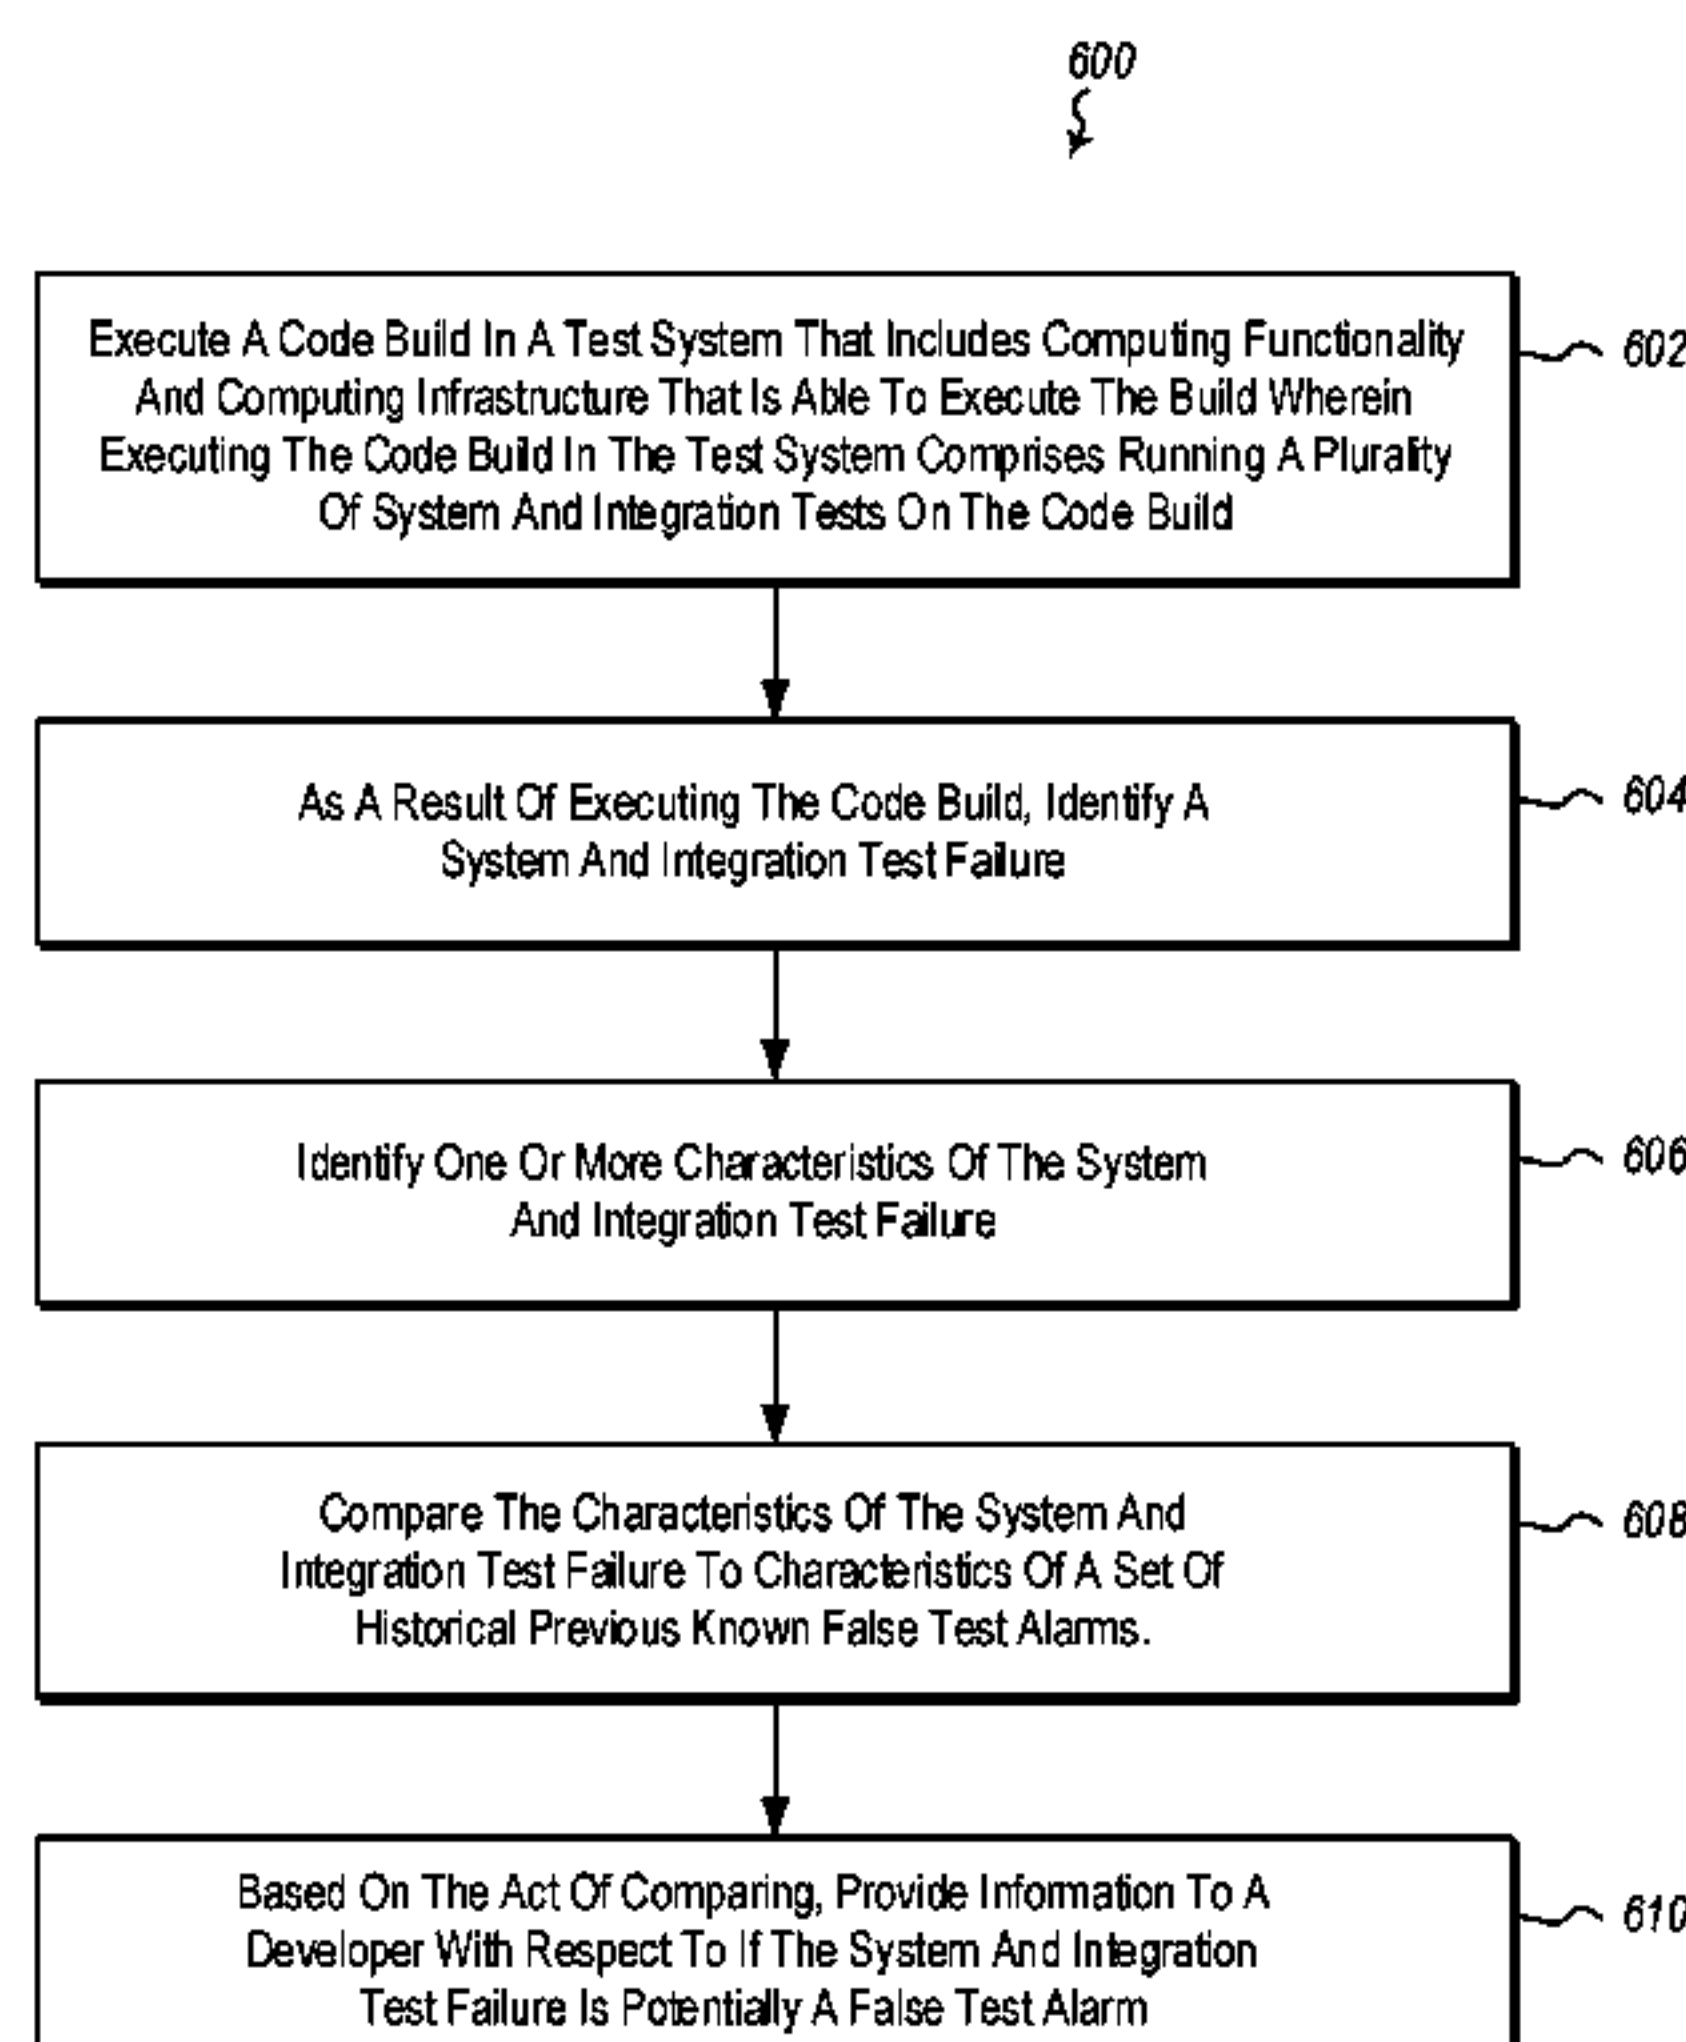 600
Execute A Code Build In A Test System That Includes Computing Functionality
And Computing Infrastructure That Is Able To Execute The Build Wherein
Executing The Code Build In The Test System Comprises Running A Plurality
Of System And Integration Tests On The Code Build
602
As A Result Of Executing The Code Build, Identify A
System And Integration Test Failure
604
Identify One Or More Characteristics Of The System
And Integration Test Failure
606
Compare The Characteristics Of The System And
Integration Test Failure To Characteristics Of A Set Of
Historical Previous Known False Test Alarms.
608
Based On The Act Of Comparing, Provide Information To A
Developer With Respect To If The System And Integration
Test Failure Is Potentially A False Test Alarm
610